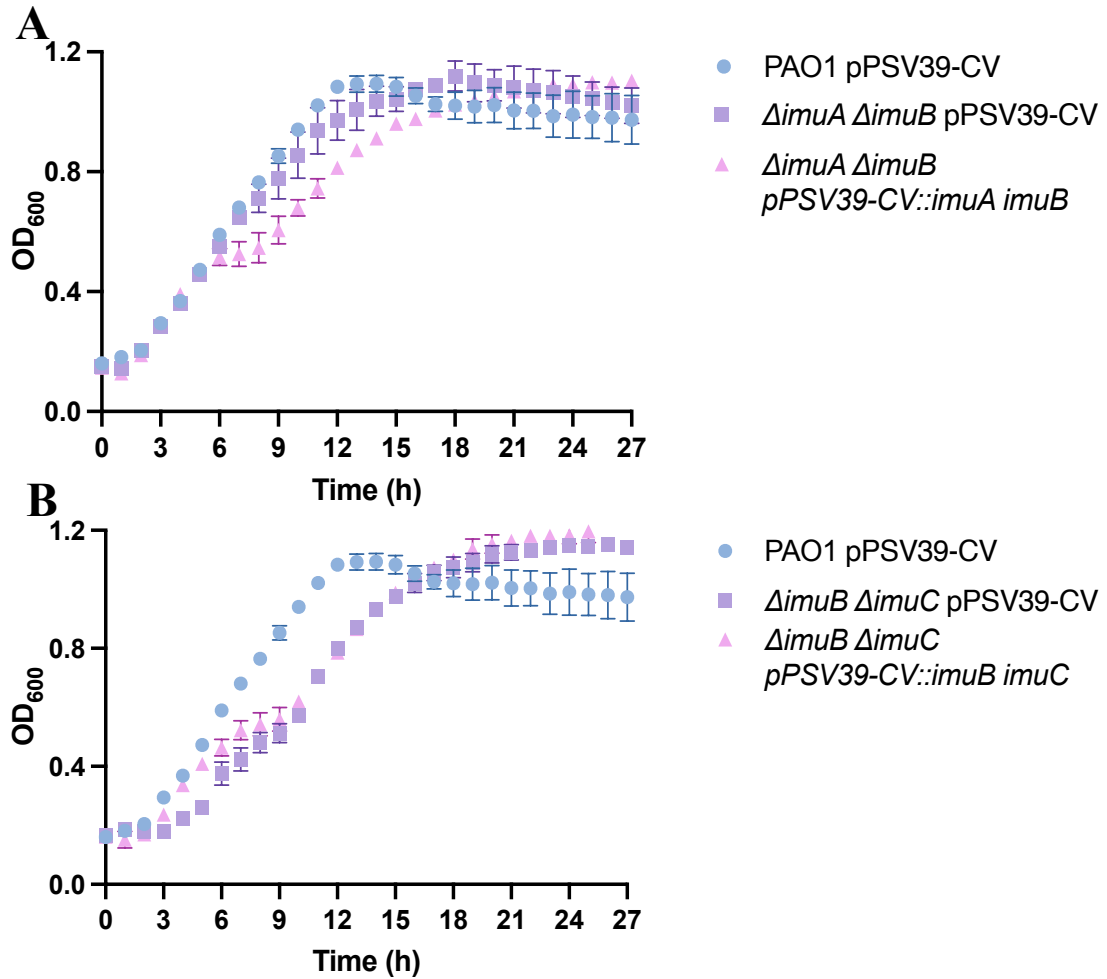 A
1.2
0.8
0.4
0.0
OD600
0 3 6 9 12 15 18 21 24 27
Time (h)
PAO1 pPSV39-CV
ΔimuA ΔimuB pPSV39-CV
ΔimuA ΔimuB
pPSV39-CV::imuA imuB
B
1.2
0.8
0.4
0.0
OD600
0 3 6 9 12 15 18 21 24 27
Time (h)
PAO1 pPSV39-CV
ΔimuB ΔimuC pPSV39-CV
ΔimuB ΔimuC
pPSV39-CV::imuB imuC